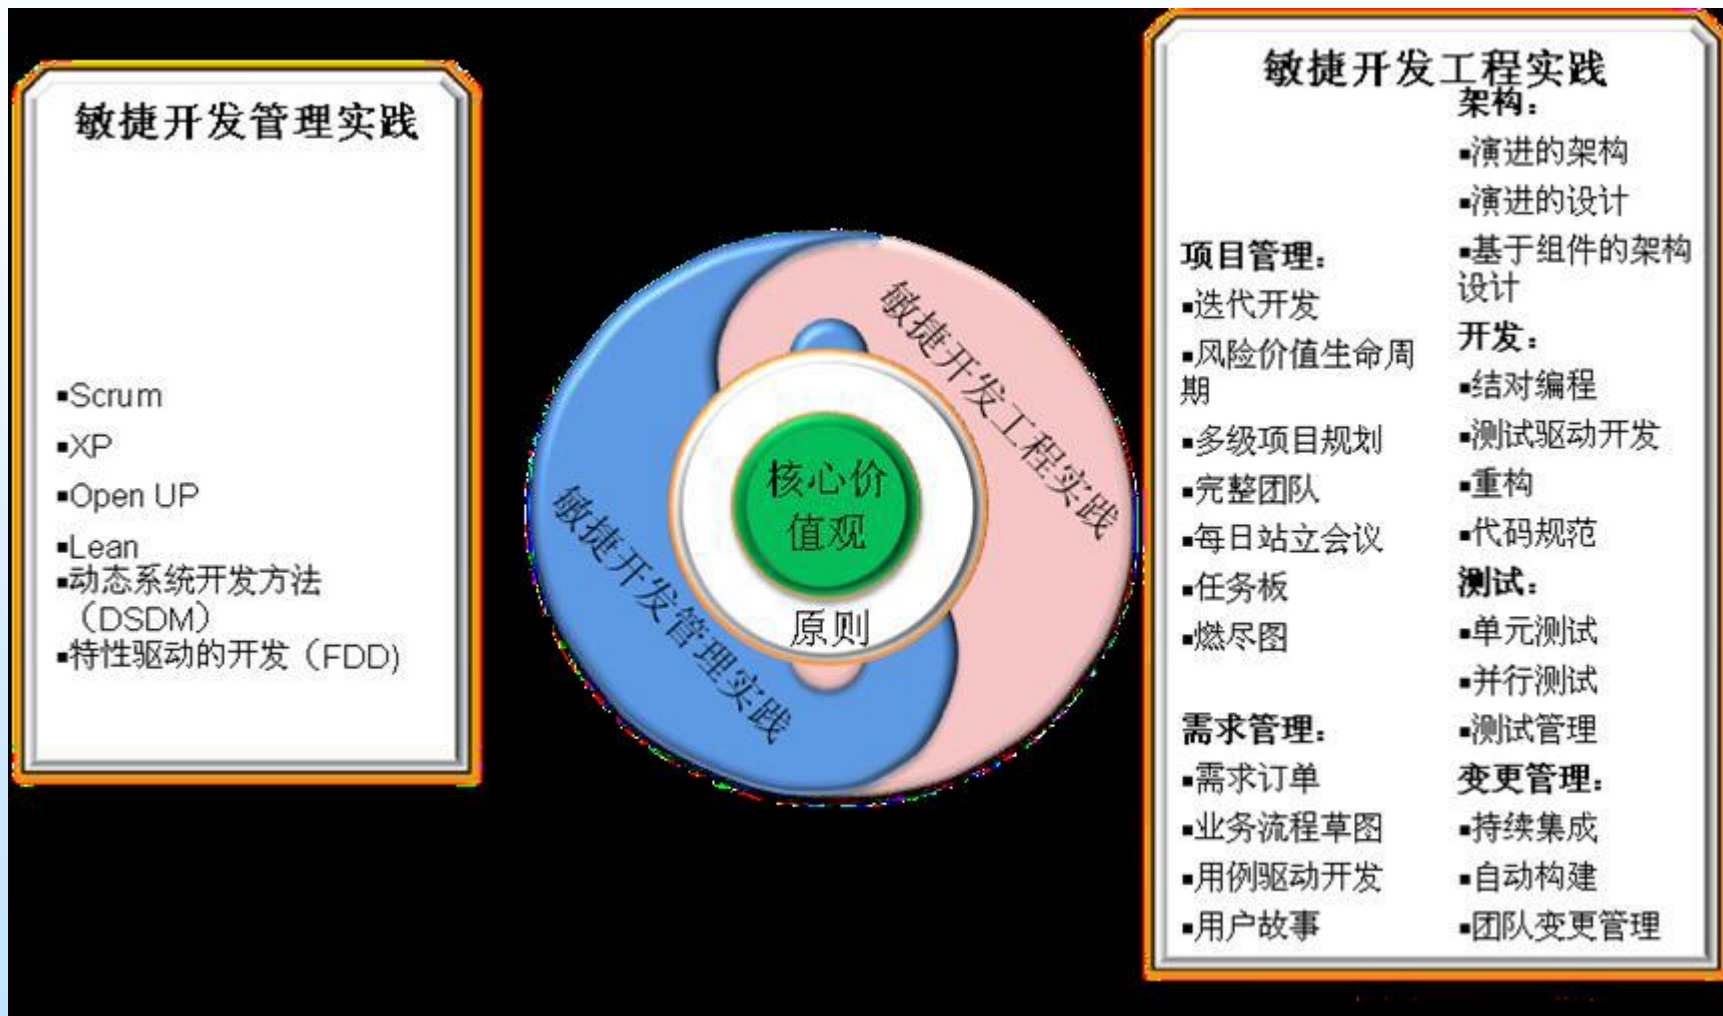 敏捷开发管理实践
▪Scrum
▪XP
▪Open UP
▪Lean
▪动态系统开发方法
（DSDM）
▪特性驱动的开发（FDD)
敏捷开发工程实践
敏捷开发管理实践
核心价
值观
原则
敏捷开发工程实践
项目管理：
▪迭代开发
▪风险价值生命周
期
▪多级项目规划
▪完整团队
▪每日站立会议
▪任务板
▪燃尽图
需求管理：
▪需求订单
▪业务流程草图
▪用例驱动开发
▪用户故事
架构：
▪演进的架构
▪演进的设计
▪基于组件的架构
设计
开发：
▪结对编程
▪测试驱动开发
▪重构
▪代码规范
测试：
▪单元测试
▪并行测试
▪测试管理
变更管理：
▪持续集成
▪自动构建
▪团队变更管理